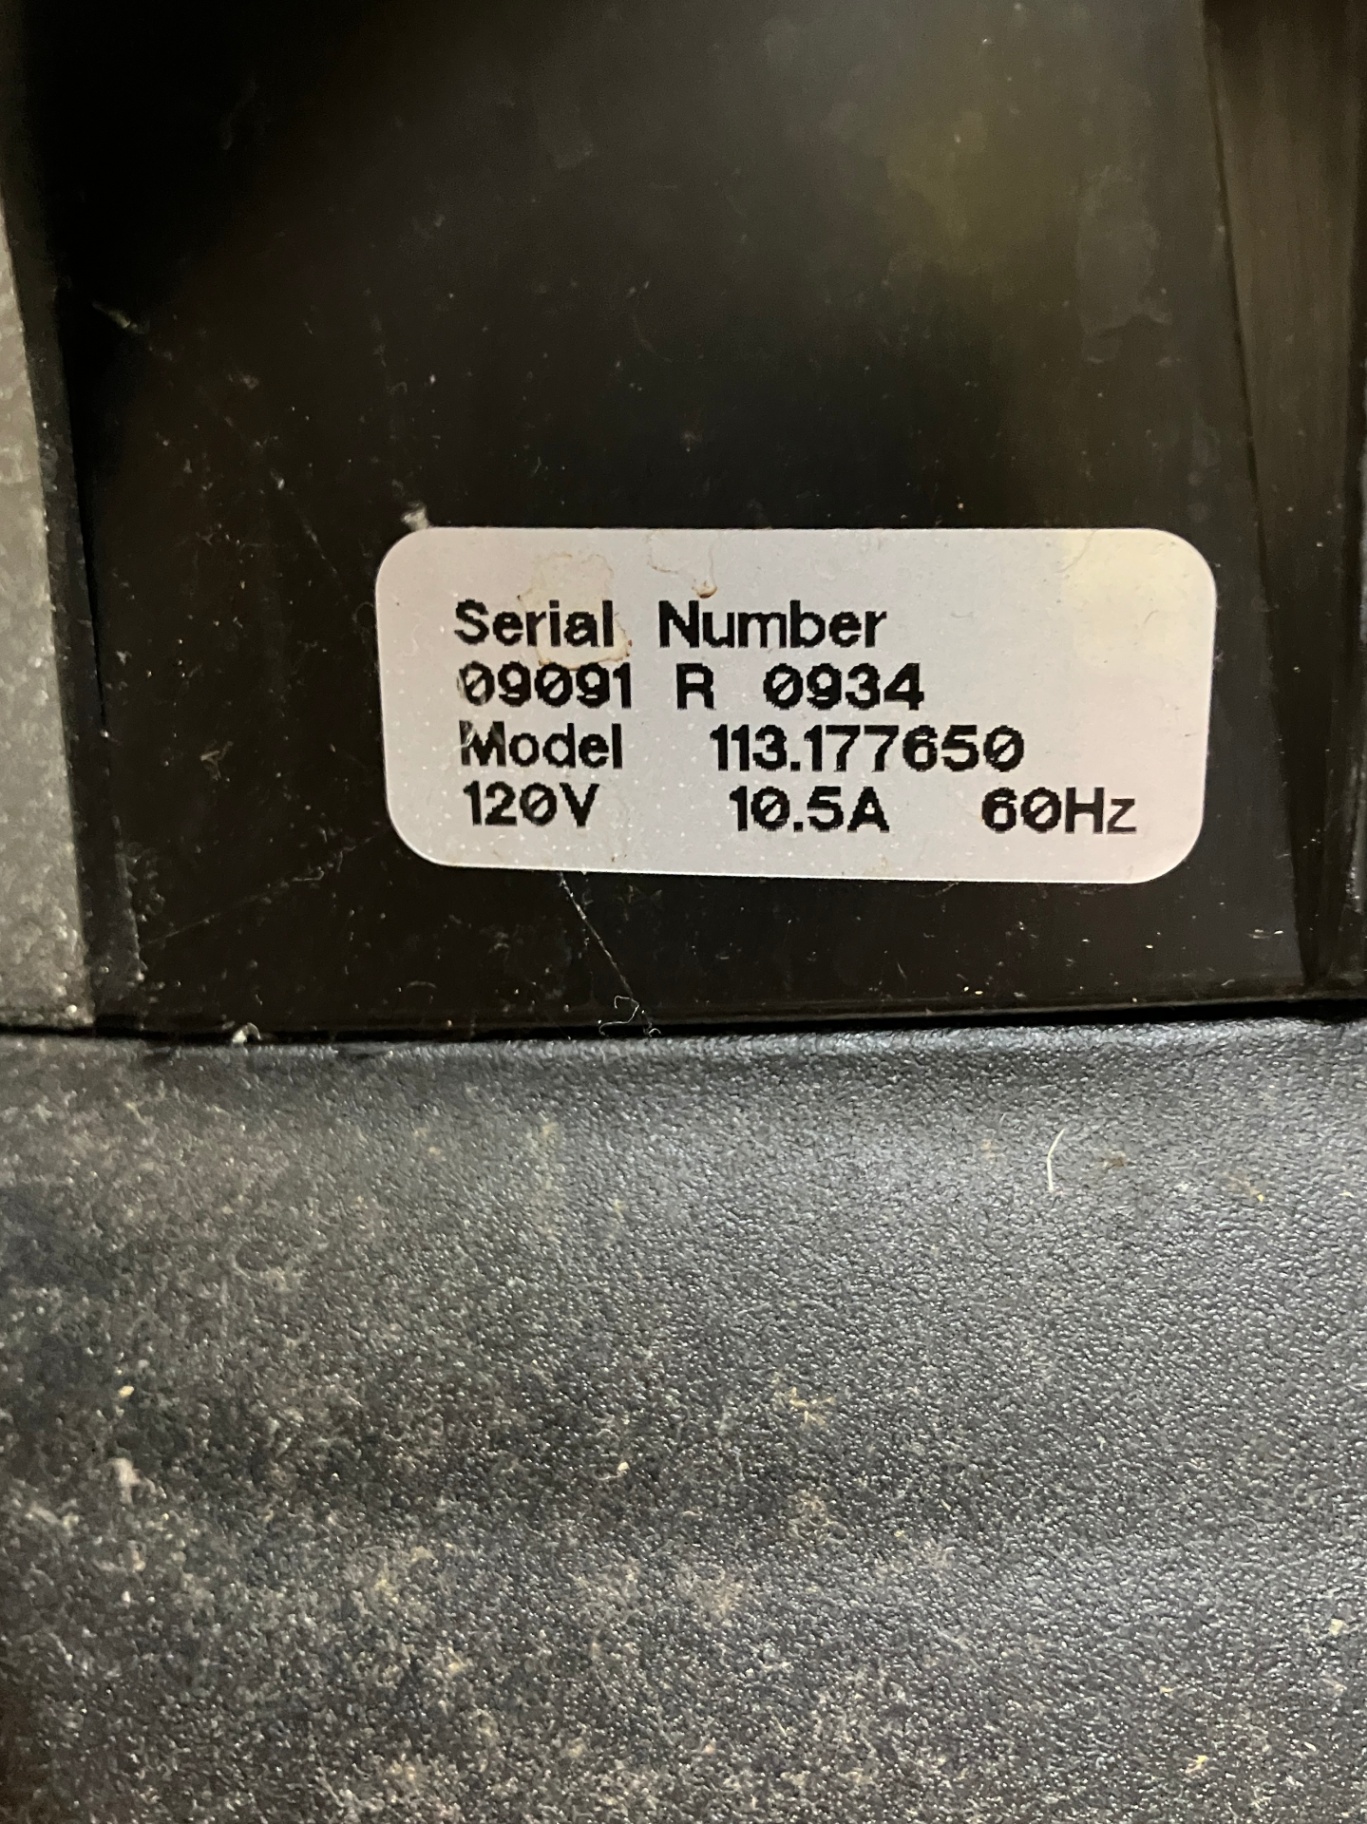 Serial Number
09091 R 0934
Model 113.177650
120V 10.5A 60Hz